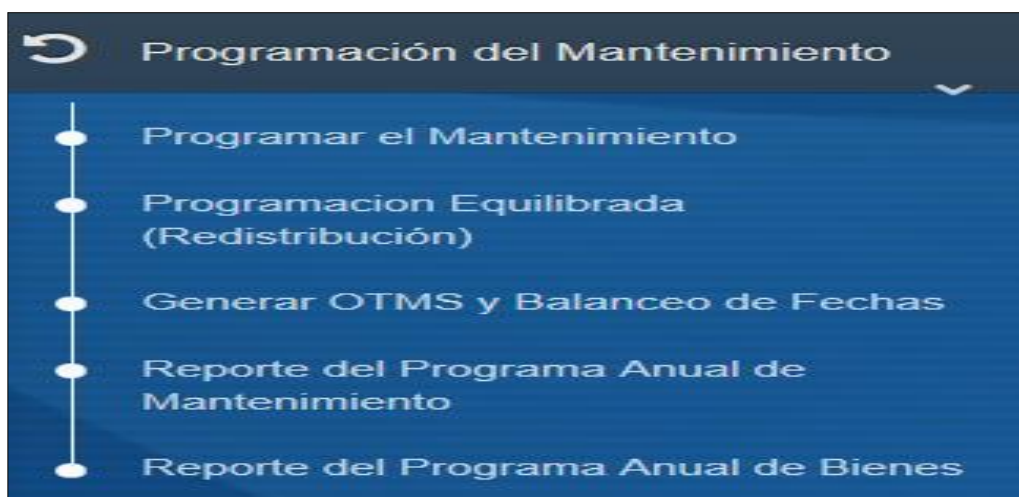 Programación del Mantenimiento
Programar el Mantenimiento
Programacion Equilibrada
(Redistribución)
Generar OTMS y Balanceo de Fechas
Reporte del Programa Anual de
Mantenimiento
Reporte del Programa Anual de Bienes